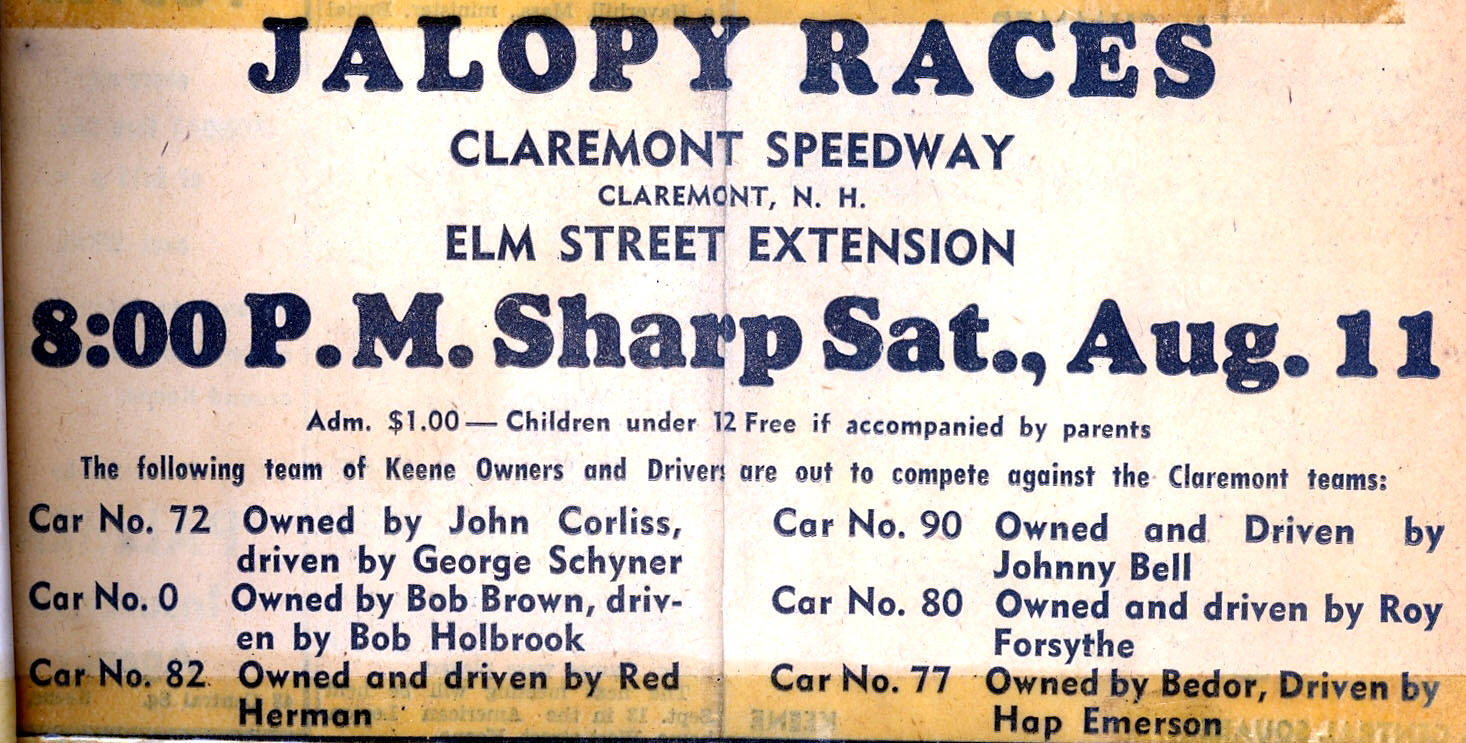 JALOPY RACES
CLAREMONT SPEEDWAY
CLAREMONT, N. H.
ELM STREET EXTENSION
8:00 P.M. Sharp Sat., Aug. 11
Adm. $1.00 — Children under 12 Free if accompanied by parents
The following team of Keene Owners and Drivers are out to compete against the Claremont teams:
Car No. 72 Owned by John Corliss,
driven by George Schyner
Car No. 0 Owned by Bob Brown, driv-
en by Bob Holbrook
Car No. 82 Owned and driven by Red
Herman
Car No. 90 Owned and Driven by
Johnny Bell
Car No. 80 Owned and driven by Roy
Forsythe
Car No. 77 Owned by Bedor, Driven by
Hap Emerson